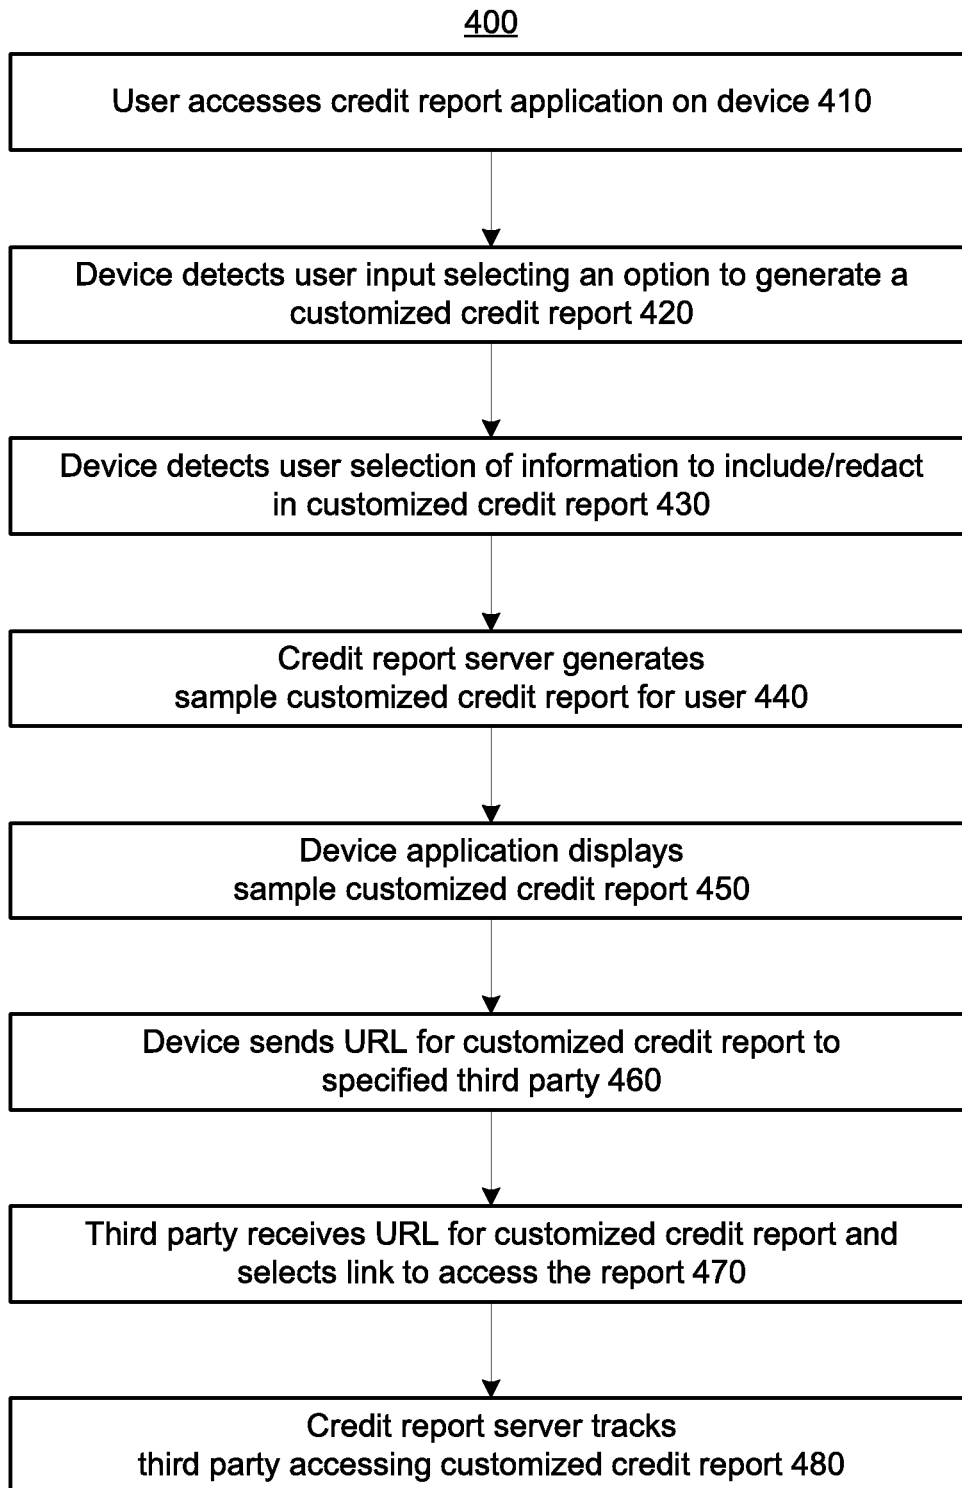 400
User accesses credit report application on device 410
Device detects user input selecting an option to generate a
customized credit report 420
Device detects user selection of information to include/redact
in customized credit report 430
Credit report server generates
sample customized credit report for user 440
Device application displays
sample customized credit report 450
Device sends URL for customized credit report to
specified third party 460
Third party receives URL for customized credit report and
selects link to access the report 470
Credit report server tracks
third party accessing customized credit report 480